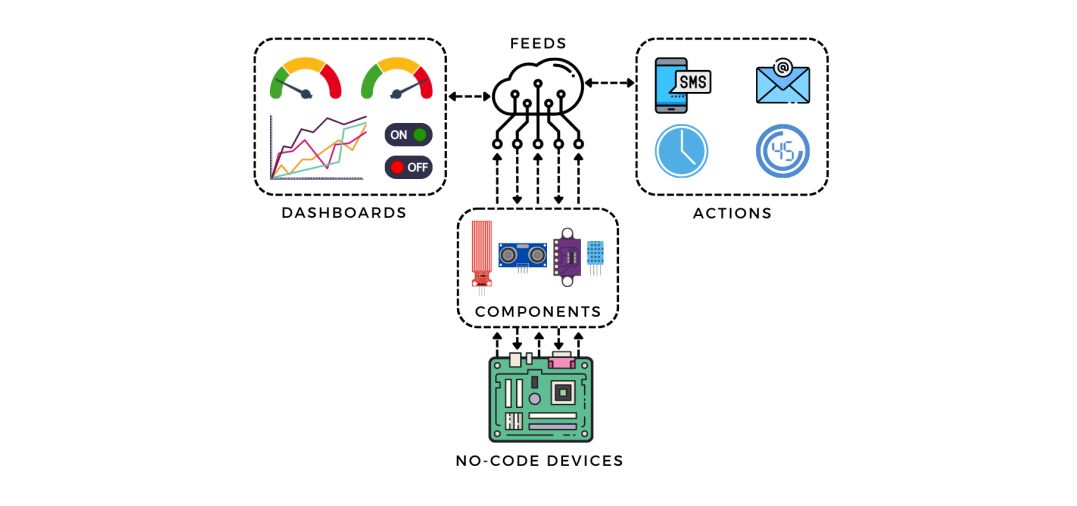 FEEDS
SMS
@
ON
OFF
45
DASHBOARDS
ACTIONS
COMPONENTS
NO-CODE DEVICES